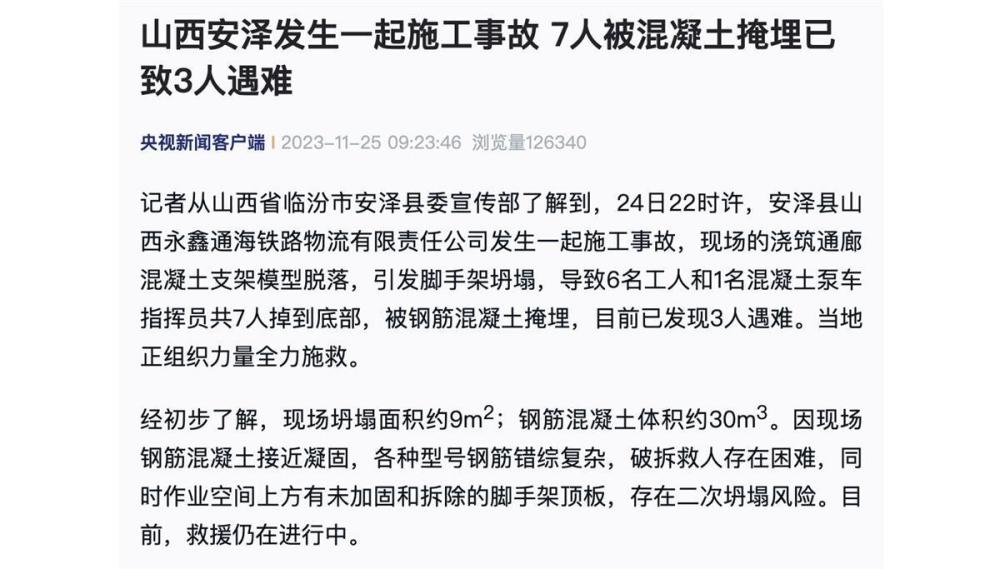 山西安泽发生一起施工事故 7人被混凝土掩埋已
致3人遇难
央视新闻客户端 | 2023-11-25 09:23:46 浏览量126340
记者从山西省临汾市安泽县委宣传部了解到，24日22时许，安泽县山
西永鑫通海铁路物流有限责任公司发生一起施工事故，现场的浇筑通廊
混凝土支架模型脱落，引发脚手架坍塌，导致6名工人和1名混凝土泵车
指挥员共7人掉到底部，被钢筋混凝土掩埋，目前已发现3人遇难。当地
正组织力量全力施救。
经初步了解，现场坍塌面积约9m²；钢筋混凝土体积约30m³。因现场
钢筋混凝土接近凝固，各种型号钢筋错综复杂，破拆救人存在困难，同
时作业空间上方有未加固和拆除的脚手架顶板，存在二次坍塌风险。目
前，救援仍在进行中。